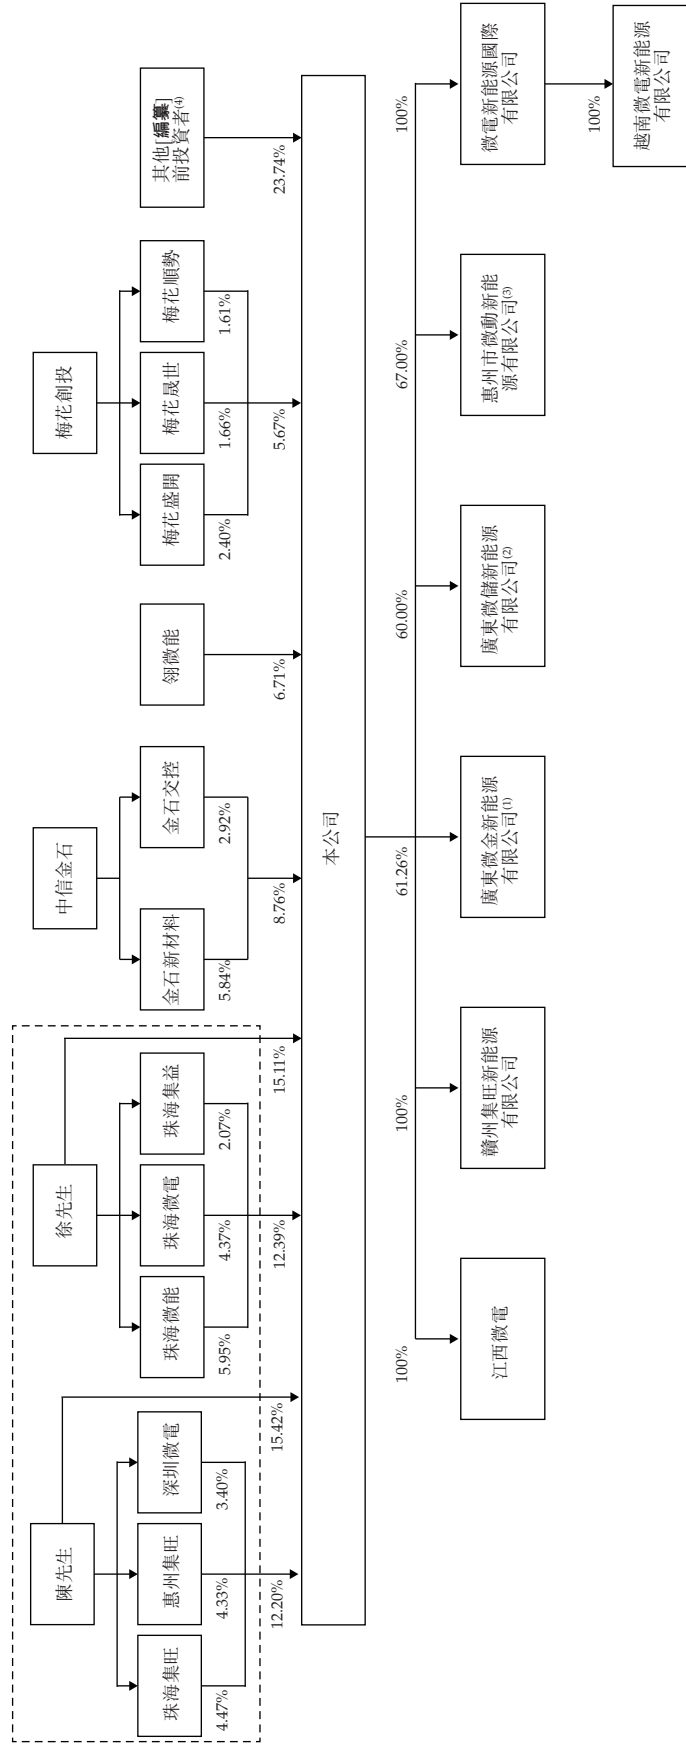 陳先生
徐先生
中信金石
梅花創投
珠海集旺
惠州集旺
深圳微電
珠海微能
珠海微電
珠海集益
金石新材料
金石交控
翎微能
梅花盛開
梅花晟世
梅花順勢
其他[編纂]
前投資者(4)
4.47%
4.33%
3.40%
5.95%
4.37%
2.07%
5.84%
2.92%
2.40%
1.66%
1.61%
12.20%
15.42%
12.39%
15.11%
8.76%
6.71%
5.67%
23.74%
本公司
100%
100%
61.26%
60.00%
67.00%
100%
江西微電
贛州集旺新能源
有限公司
廣東微金新能源
有限公司(1)
廣東微儲新能源
有限公司(2)
惠州市微動新能
源有限公司(3)
微電新能源國際
有限公司
100%
越南微電新能源
有限公司